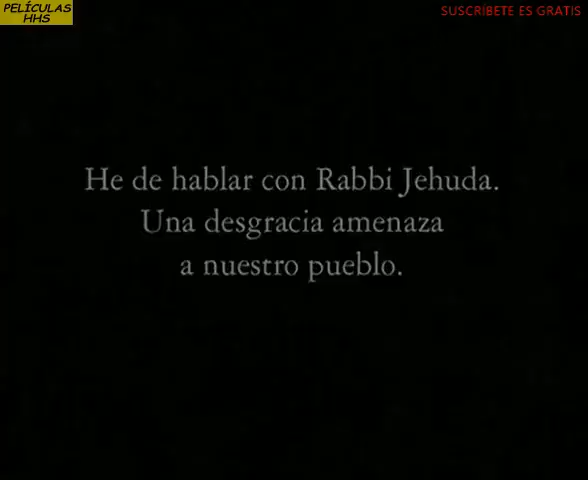 PELÍCULAS
HHS
SUSCRÍBETE ES GRATIS
He de hablar con Rabbi Jehuda.
Una desgracia amenaza
a nuestro pueblo.